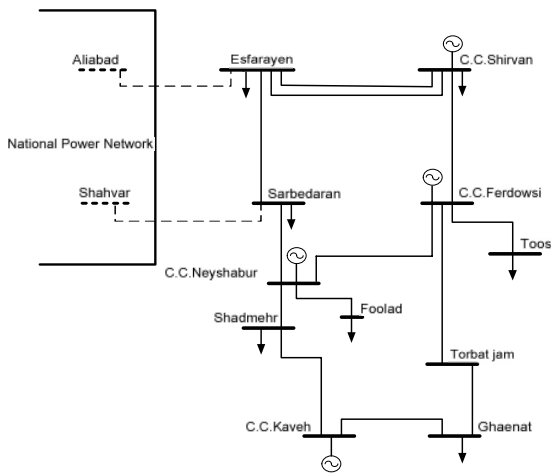 Aliabad
Esfarayen
C.C.Shirvan
National Power Network
Shahvar
Sarbedaran
C.C.Ferdowsi
Toos
C.C.Neyshabur
Foolad
Shadmehr
Torbat jam
C.C.Kaveh
Ghaenat